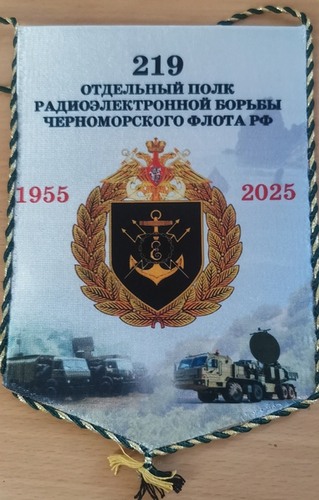 219
ОТДЕЛЬНЫЙ ПОЛК
РАДИОЭЛЕКТРОННОЙ БОРЬБЫ
ЧЕРНОМОРСКОГО ФЛОТА РФ
1955 2025